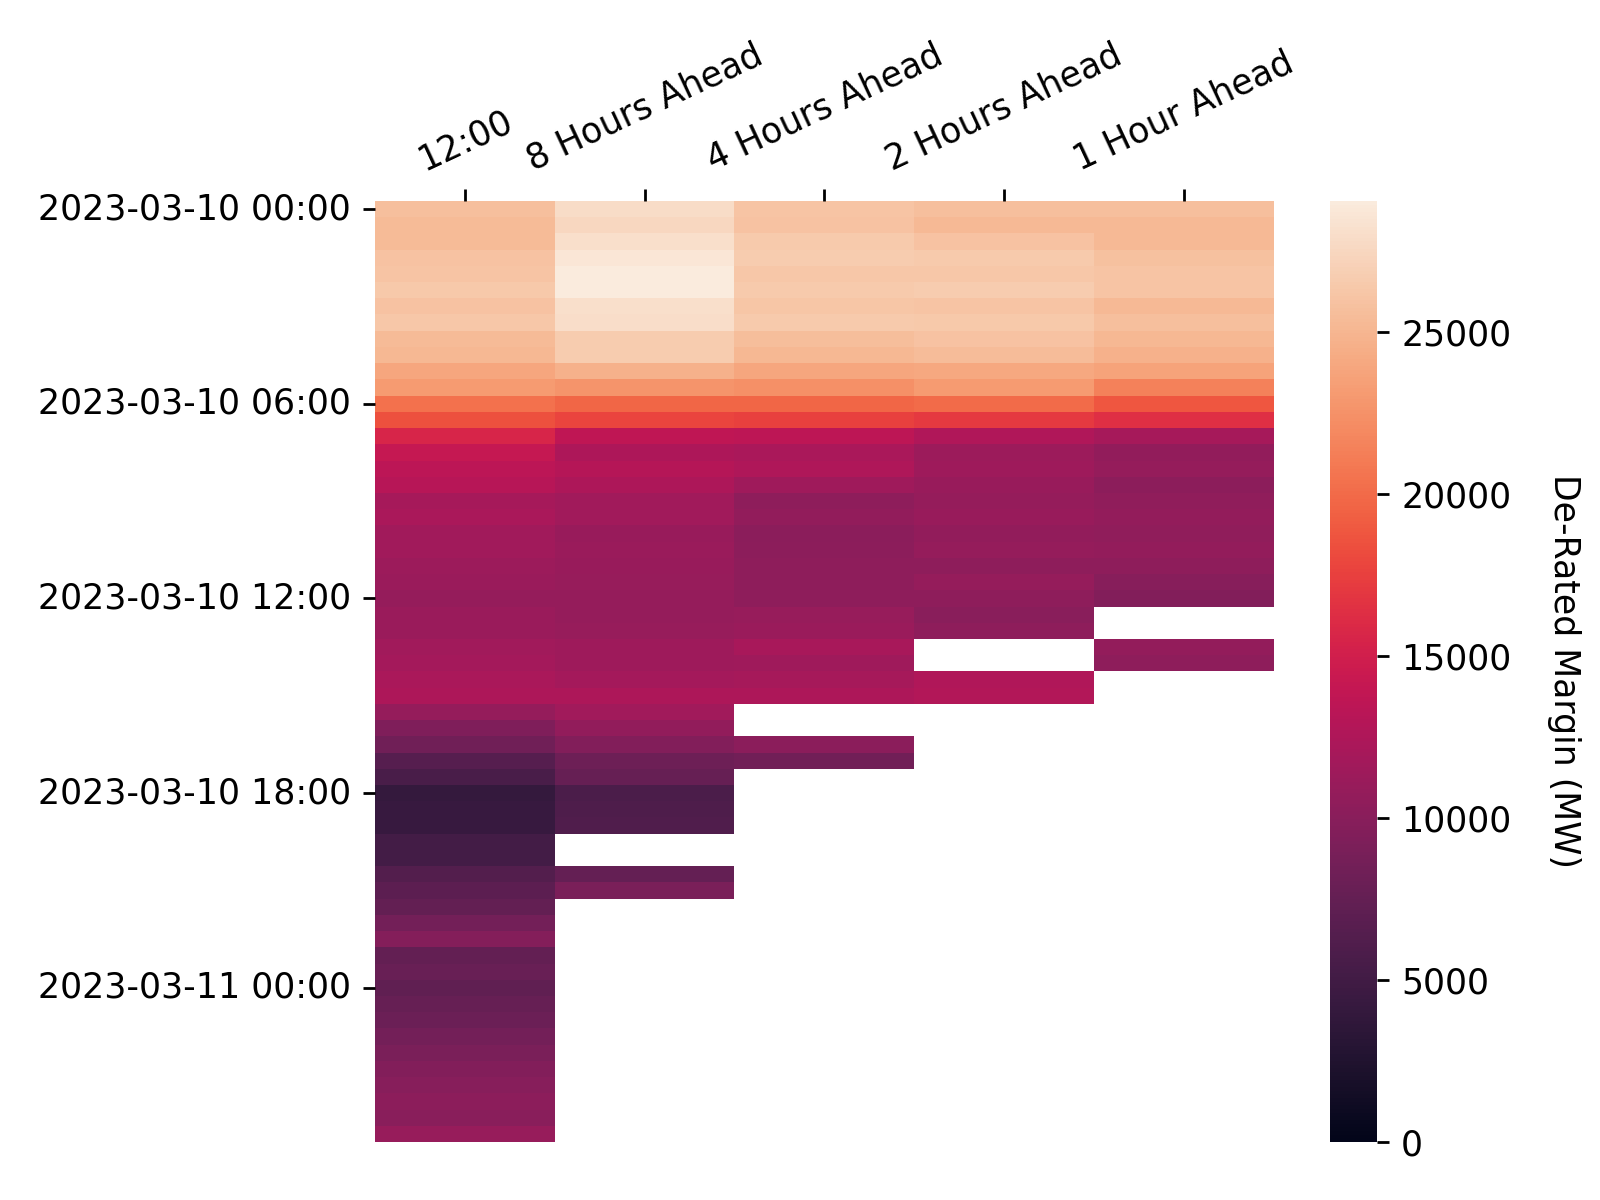 12:00
8 Hours Ahead
4 Hours Ahead
2 Hours Ahead
1 Hour Ahead
2023-03-10 00:00
2023-03-10 06:00
2023-03-10 12:00
2023-03-10 18:00
2023-03-11 00:00
25000
20000
15000
10000
5000
0
De-Rated Margin (MW)